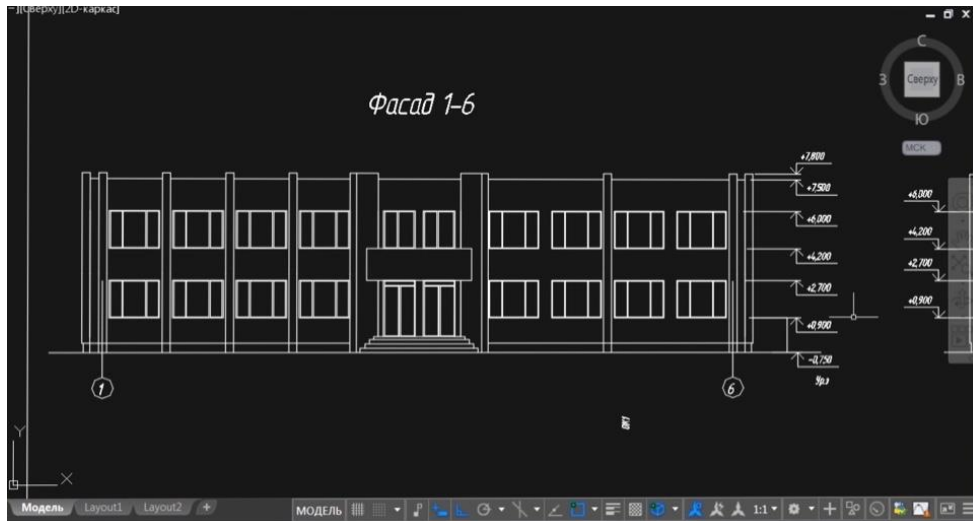 –][Сверху][2D-каркас]
С
З
Сверху
В
Ю
МСК
Фасад 1-6
+7,800
+7,500
+6,000
+4,200
+2,700
+0,900
-0,750
Ур.з
+6,000
+4,200
+2,700
+0,900
1
6
Y
X
Модель
Layout1
Layout2
+
МОДЕЛЬ
1:1